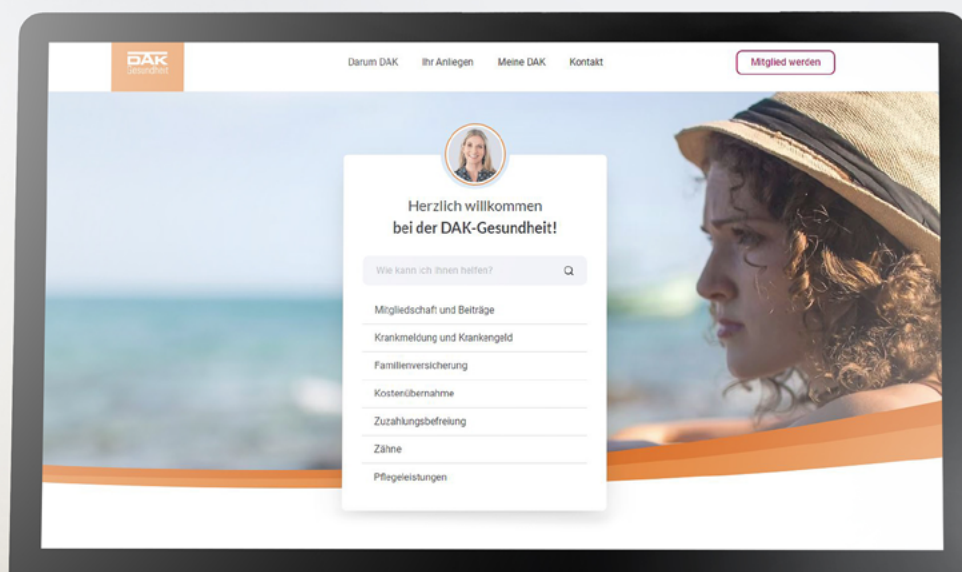 DAK
Gesundheit
Darum DAK Ihr Anliegen Meine DAK Kontakt
Mitglied werden
Herzlich willkommen
bei der DAK-Gesundheit!
Wie kann ich Ihnen helfen?
Mitgliedschaft und Beiträge
Krankmeldung und Krankengeld
Familienversicherung
Kostenübernahme
Zuzahlungsbefreiung
Zähne
Pflegeleistungen